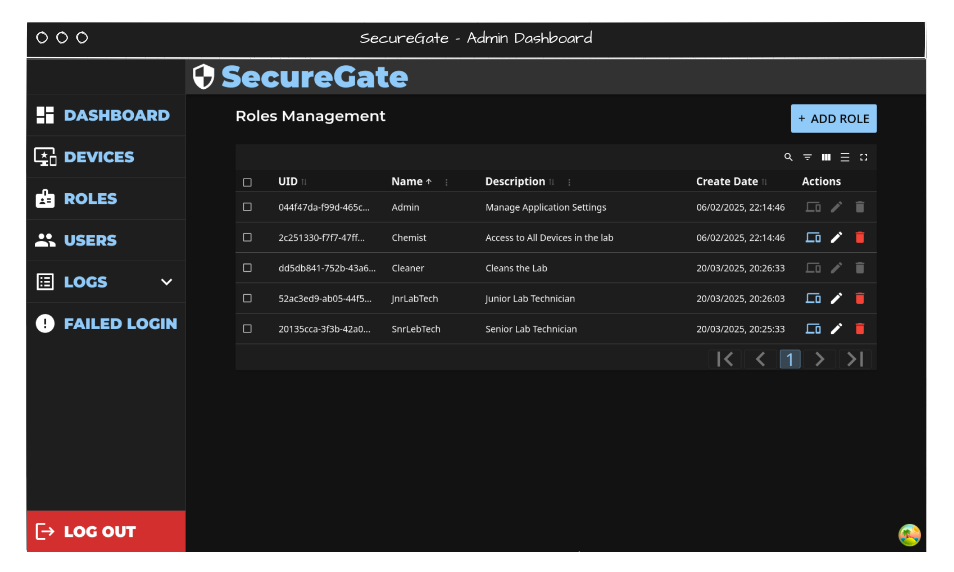 SecureGate - Admin Dashboard
SecureGate
DASHBOARD
DEVICES
ROLES
USERS
LOGS
FAILED LOGIN
LOG OUT
Roles Management
+ ADD ROLE
UID Name Description Create Date Actions
044f47da-f99d-465c... Admin Manage Application Settings 06/02/2025, 22:14:46
2c251330-f7f7-47ff... Chemist Access to All Devices in the lab 06/02/2025, 22:14:46
dd5db841-752b-43a6... Cleaner Cleans the Lab 20/03/2025, 20:26:33
52ac3ed9-ab05-44f5... JnrLabTech Junior Lab Technician 20/03/2025, 20:26:03
20135cca-3f3b-42a0... SnrLebTech Senior Lab Technician 20/03/2025, 20:25:33
1